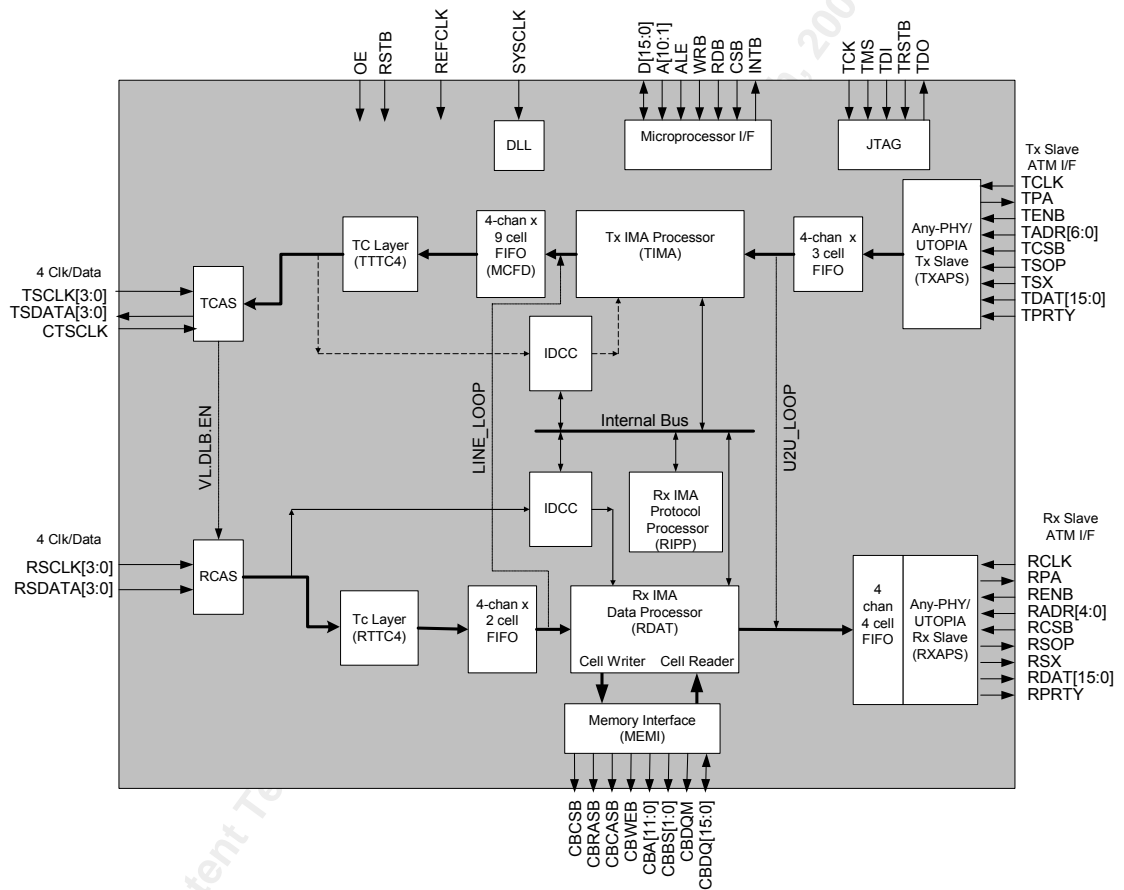 OE
RSTB
REFCLK
SYSCLK
D[15:0]
A[10:1]
ALE
WRB
RDB
CSB
INTB
TCK
TMS
TDI
TRSTB
TDO
DLL
Microprocessor I/F
JTAG
Tx Slave
ATM I/F
TCLK
TPA
TENB
TADR[6:0]
TCSB
TSOP
TSX
TDAT[15:0]
TPRTY
4 Clk/Data
TSCLK[3:0]
TSDATA[3:0]
CTSCLK
TCAS
TC Layer
(TTTC4)
4-chan x
9 cell
FIFO
(MCFD)
Tx IMA Processor
(TIMA)
4-chan x
3 cell
FIFO
Any-PHY/
UTOPIA
Tx Slave
(TXAPS)
IDCC
VL.DLB.EN
LINE_LOOP
Internal Bus
U2U_LOOP
IDCC
Rx IMA
Protocol
Processor
(RIPP)
4 Clk/Data
RSCLK[3:0]
RSDATA[3:0]
RCAS
Tc Layer
(RTTC4)
4-chan x
2 cell
FIFO
Rx IMA
Data Processor
(RDAT)
Cell Writer
Cell Reader
4
chan
4 cell
FIFO
Any-PHY/
UTOPIA
Rx Slave
(RXAPS)
Rx Slave
ATM I/F
RCLK
RPA
RENB
RADR[4:0]
RCSB
RSOP
RSX
RDAT[15:0]
RPRTY
Memory Interface
(MEMI)
CBCSB
CBRASB
CBCASB
CBWEB
CBA[11:0]
CBBS[1:0]
CBDQM
CBDQ[15:0]